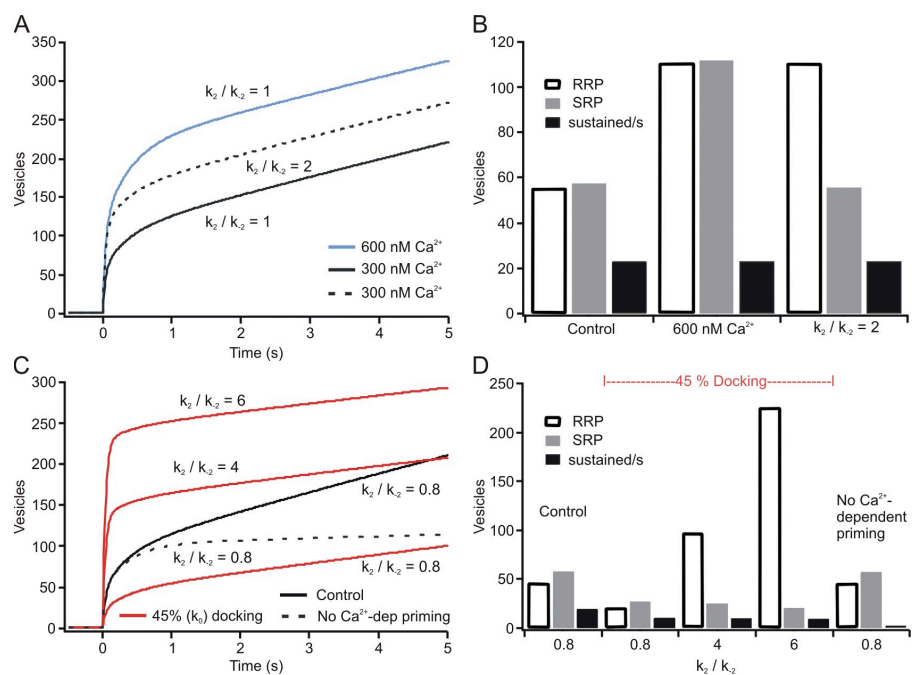 A
350
300
250
200
150
100
50
0
Vesicles
k₂ / k₋₂ = 1
k₂ / k₋₂ = 2
k₂ / k₋₂ = 1
600 nM Ca²⁺
300 nM Ca²⁺
300 nM Ca²⁺
0 1 2 3 4 5
Time (s)
B
120
100
80
60
40
20
0
Vesicles
RRP
SRP
sustained/s
Control 600 nM Ca²⁺ k₂ / k₋₂ = 2
C
300
250
200
150
100
50
0
Vesicles
k₂ / k₋₂ = 6
k₂ / k₋₂ = 4
k₂ / k₋₂ = 0.8
k₂ / k₋₂ = 0.8
k₂ / k₋₂ = 0.8
Control
45% (k₀) docking
No Ca²⁺-dep priming
0 1 2 3 4 5
Time (s)
D
I--------------45 % Docking-------------I
250
200
150
100
50
0
Vesicles
RRP
SRP
sustained/s
Control
No Ca²⁺-
dependent
priming
0.8 0.8 4 6 0.8
k₂ / k₋₂